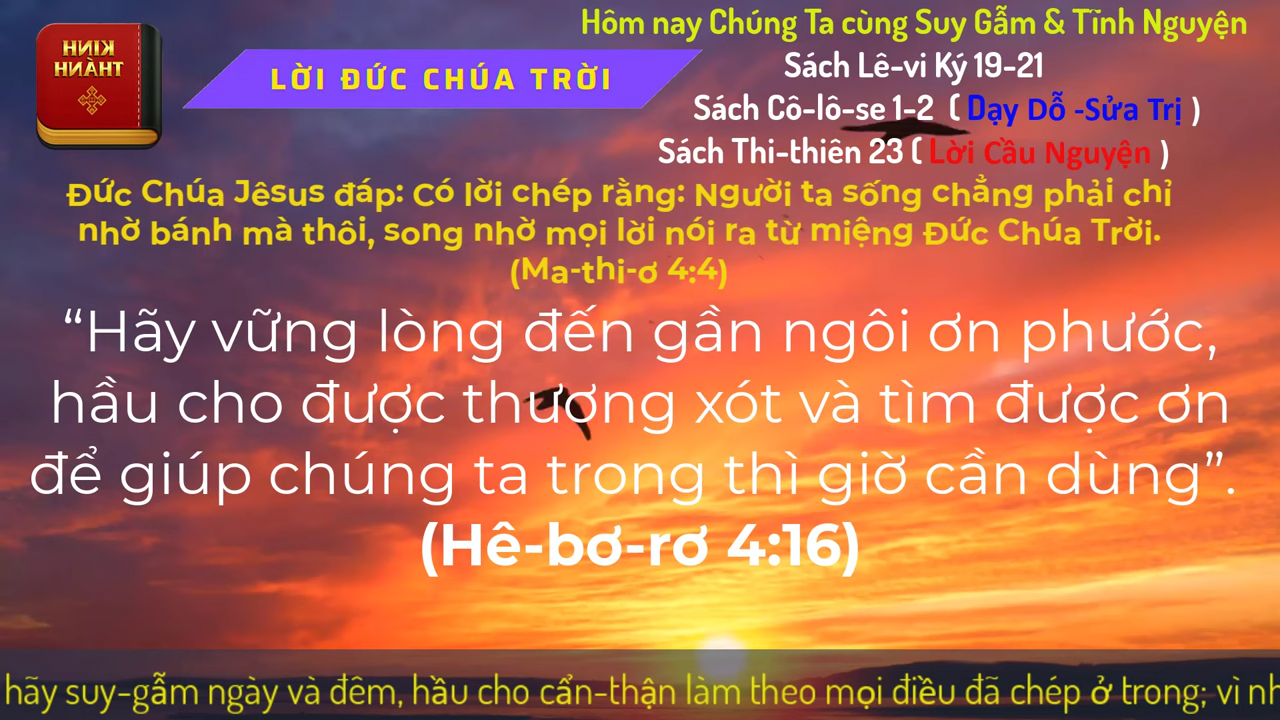 KINH
THÀNH
LỜI ĐỨC CHÚA TRỜI
Hôm nay Chúng Ta cùng Suy Gẫm & Tĩnh Nguyện
Sách Lê-vi Ký 19-21
Sách Cô-lô-se 1-2 ( Dạy Dỗ -Sửa Trị )
Sách Thi-thiên 23 ( Lời Cầu Nguyện )
Đức Chúa Jêsus đáp: Có lời chép rằng: Người ta sống chẳng phải chỉ
nhờ bánh mà thôi, song nhờ mọi lời nói ra từ miệng Đức Chúa Trời.
(Ma-thi-ơ 4:4)
“Hãy vững lòng đến gần ngôi ơn phước,
hầu cho được thương xót và tìm được ơn
để giúp chúng ta trong thì giờ cần dùng”.
(Hê-bơ-rơ 4:16)
hãy suy-gẫm ngày và đêm, hầu cho cẩn-thận làm theo mọi điều đã chép ở trong; vì nh